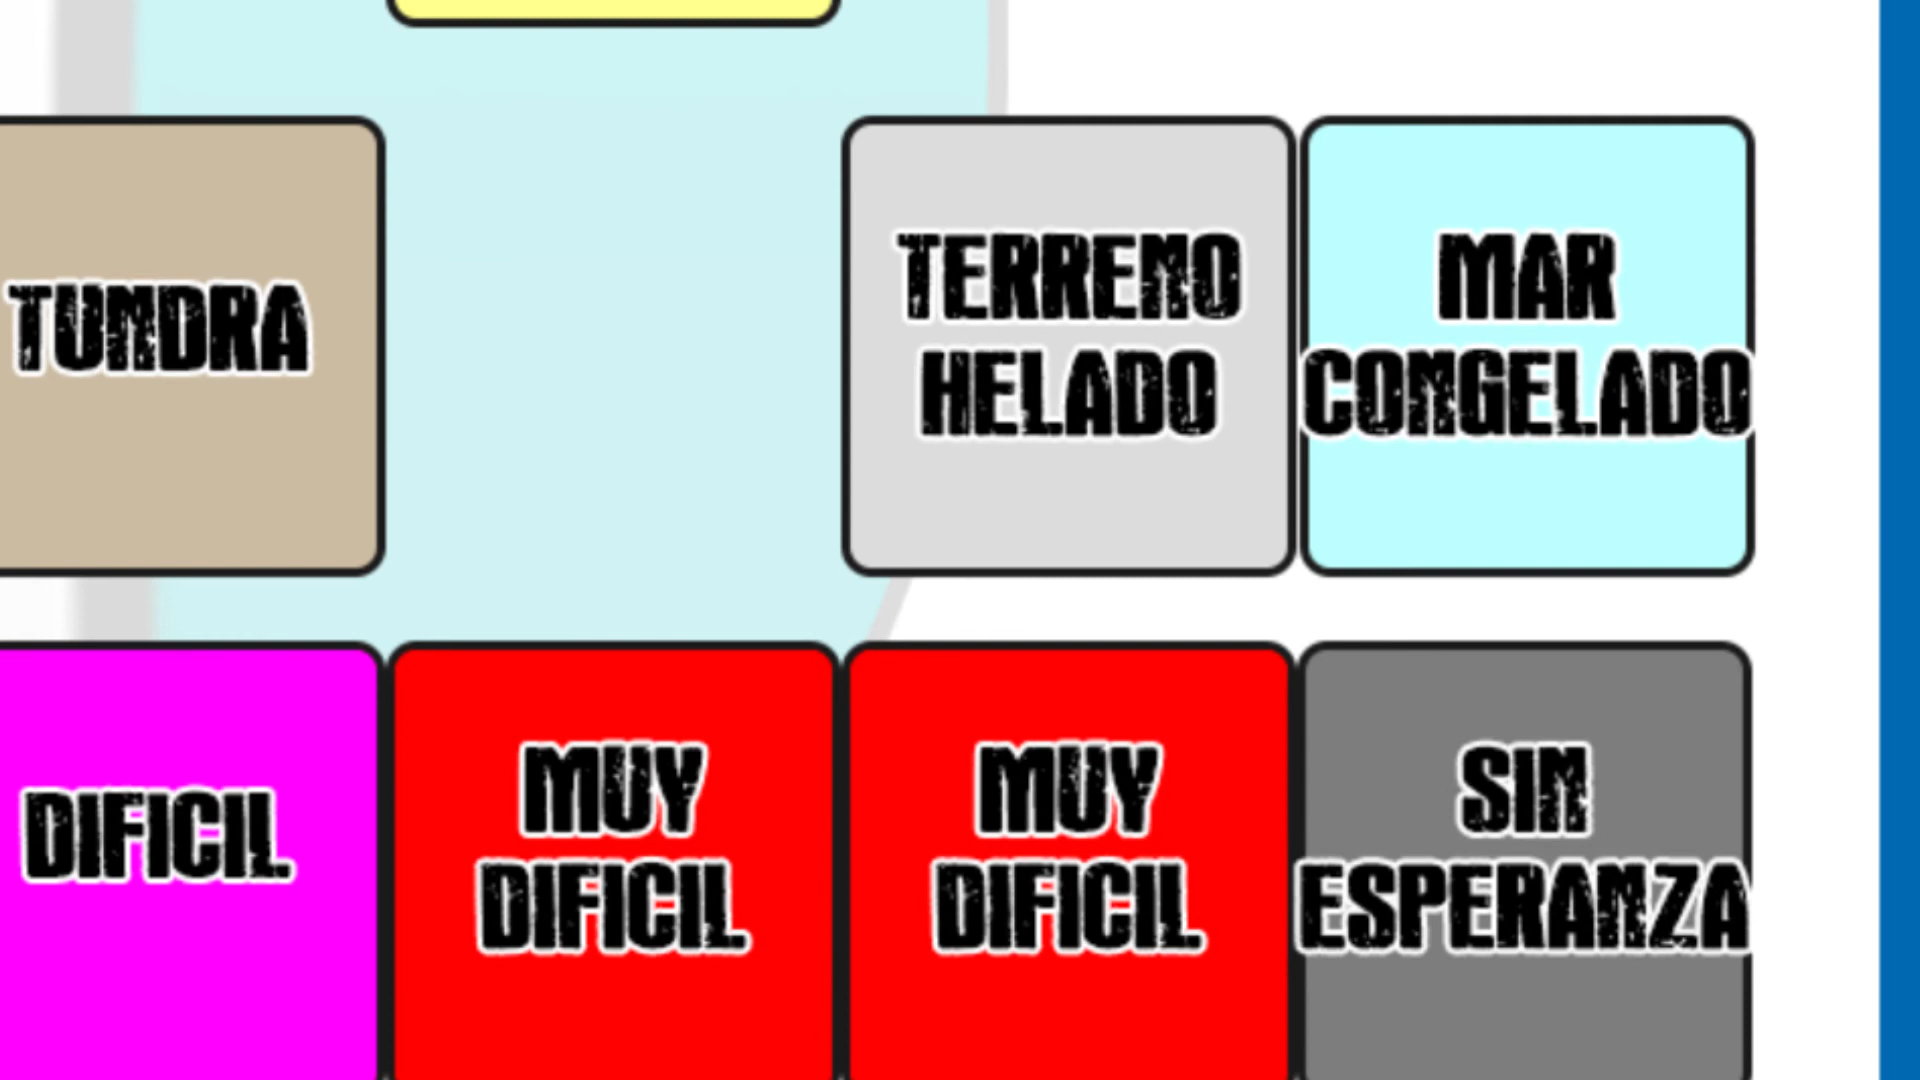 TUNDRA
TERRENO
HELADO
MAR
CONGELADO
DIFICIL
MUY
DIFICIL
MUY
DIFICIL
SIN
ESPERANZA